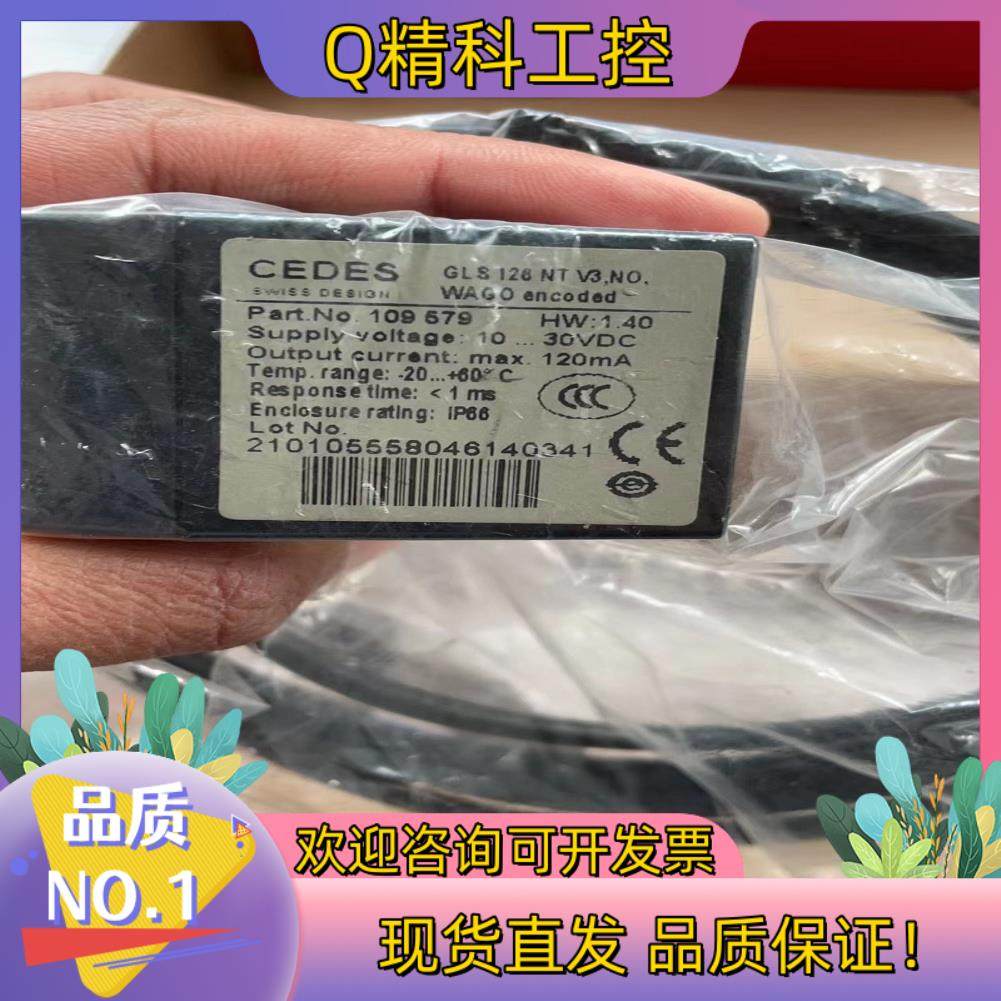 Q精科工控
CEDES
SWISS DESIGN
GLS 126 NT V3,NO,
WAGO encoded
Part.No. 109 579 HW:1.40
Supply voltage: 10 ... 30VDC
Output current: max. 120mA
Temp. range: -20...+60°C
Response time: < 1 ms
Enclosure rating: IP66
Lot No.
210105558046140341
CCC
CE
品质
NO.1
欢迎咨询可开发票
现货直发 品质保证!